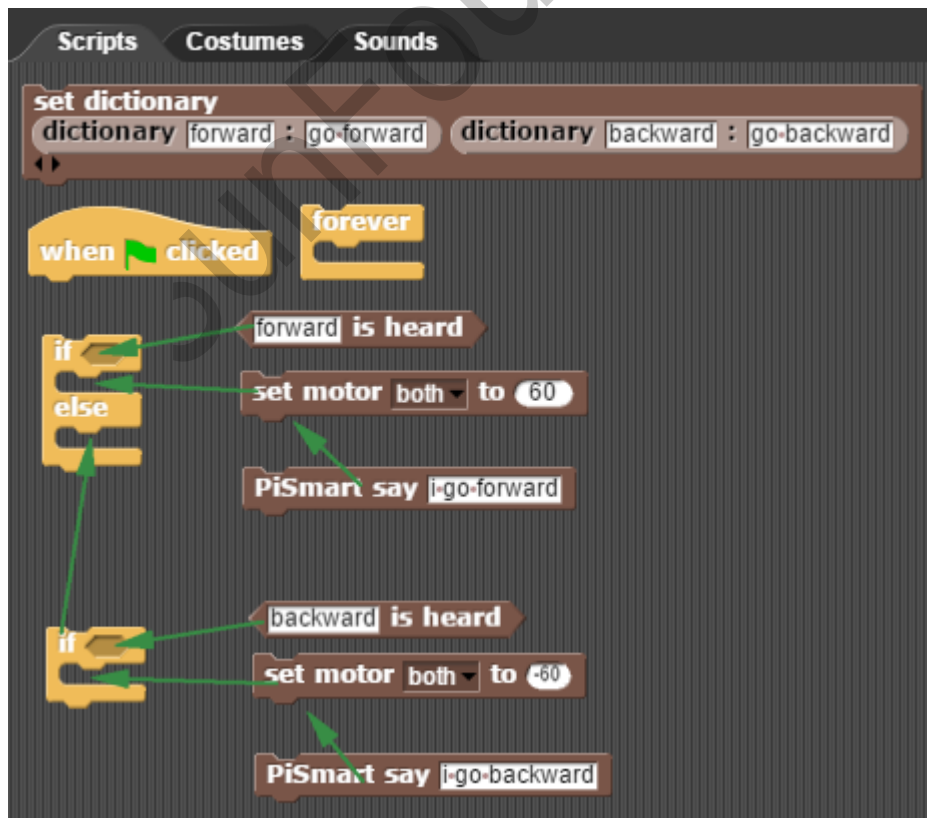 Scripts Costumes Sounds
set dictionary
dictionary forward : go forward dictionary backward : go backward
when clicked
forever
if
forward is heard
set motor both to 60
else
PiSmart say i go forward
if
backward is heard
set motor both to -60
PiSmart say i go backward